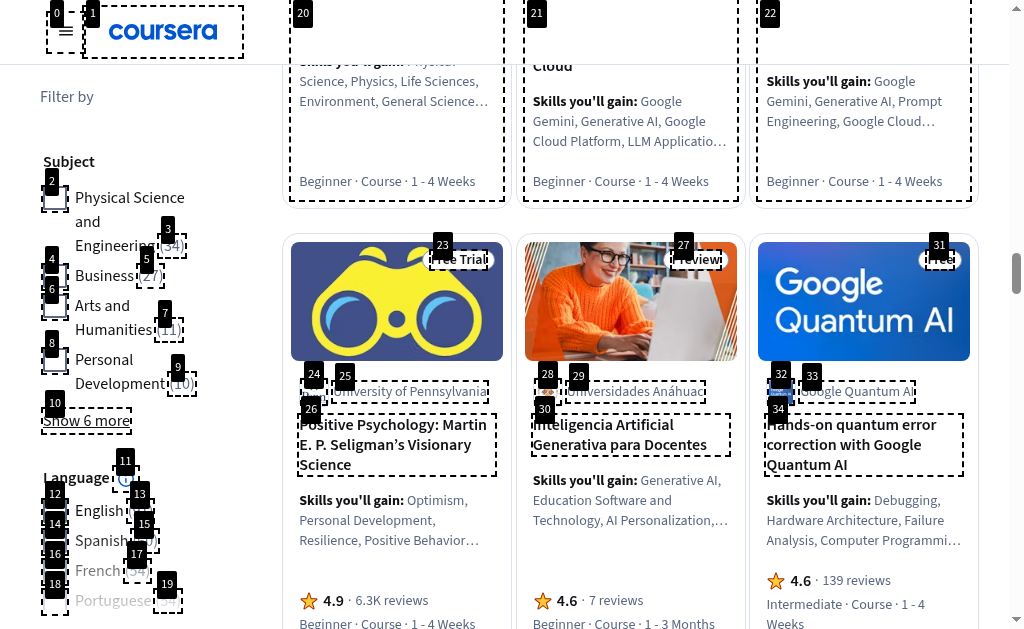 coursera
Filter by
Subject
Physical Science
and
Engineering (34)
Business (27)
Arts and
Humanities (11)
Personal
Development (10)
Show 6 more
Language
English
Spanish
French (54)
Portuguese
Science, Physics, Life Sciences,
Environment, General Science…
Beginner · Course · 1 - 4 Weeks
Cloud
Skills you'll gain: Google
Gemini, Generative AI, Google
Cloud Platform, LLM Applicatio…
Beginner · Course · 1 - 4 Weeks
Skills you'll gain: Google
Gemini, Generative AI, Prompt
Engineering, Google Cloud…
Beginner · Course · 1 - 4 Weeks
Free Trial
University of Pennsylvania
Positive Psychology: Martin
E. P. Seligman's Visionary
Science
Skills you'll gain: Optimism,
Personal Development,
Resilience, Positive Behavior…
4.9 · 6.3K reviews
Beginner · Course · 1 - 4 Weeks
Preview
Universidades Anáhuac
Inteligencia Artificial
Generativa para Docentes
Skills you'll gain: Generative AI,
Education Software and
Technology, AI Personalization,…
4.6 · 7 reviews
Beginner · Course · 1 - 3 Months
Free
Google
Quantum AI
Google Quantum AI
Hands-on quantum error
correction with Google
Quantum AI
Skills you'll gain: Debugging,
Hardware Architecture, Failure
Analysis, Computer Programmi…
4.6 · 139 reviews
Intermediate · Course · 1 - 4
Weeks
0
1
2
3
4
5
6
7
8
9
10
11
12
13
14
15
16
17
18
19
20
21
22
23
24
25
26
27
28
29
30
31
32
33
34